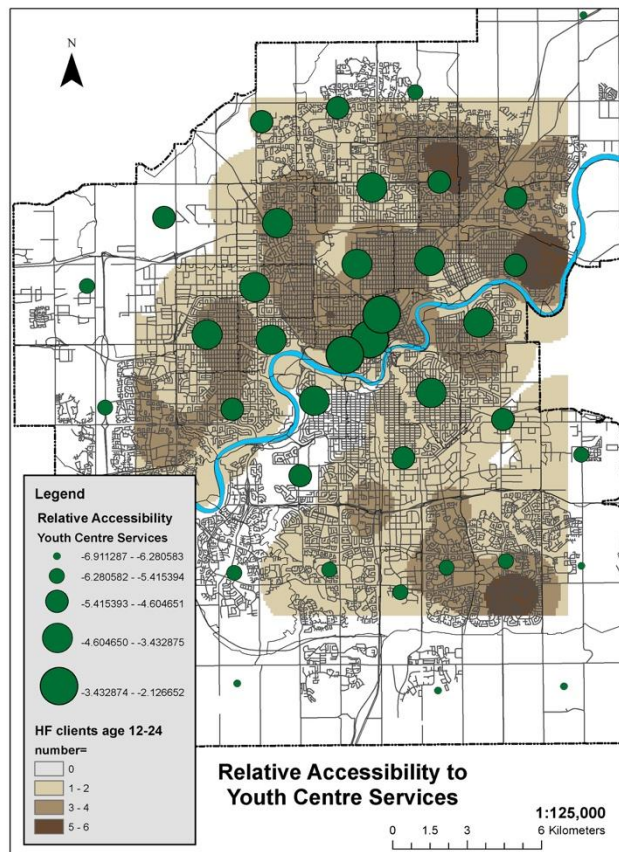 N
Legend
Relative Accessibility
Youth Centre Services
-6.911287 - -6.280583
-6.280582 - -5.415394
-5.415393 - -4.604651
-4.604650 - -3.432875
-3.432874 - -2.126652
HF clients age 12-24
number=
0
1 - 2
3 - 4
5 - 6
Relative Accessibility to
Youth Centre Services
1:125,000
0 1.5 3 6 Kilometers